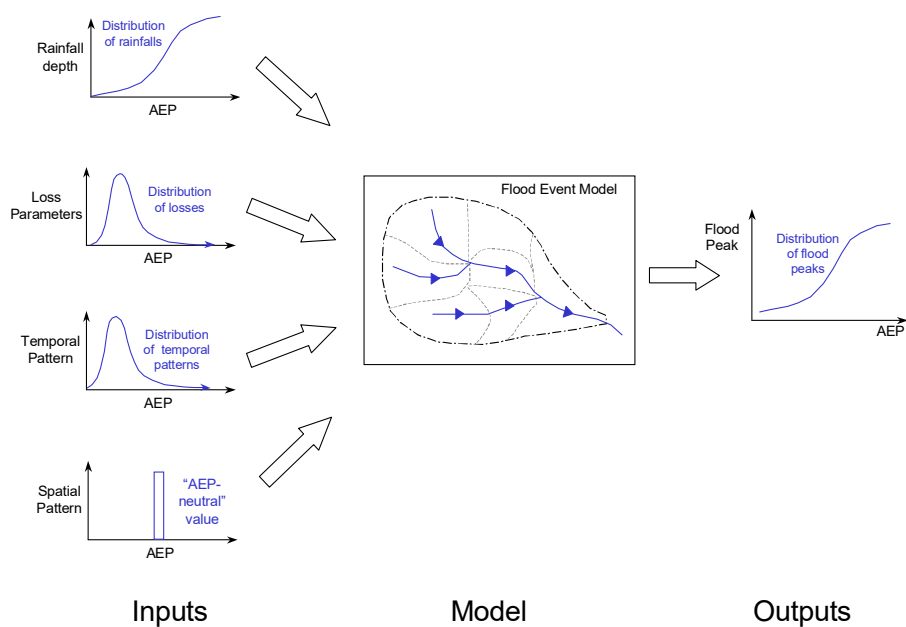 Rainfall
depth
Distribution
of rainfalls
AEP
Loss
Parameters
Distribution
of losses
AEP
Temporal
Pattern
Distribution
of temporal
patterns
AEP
Spatial
Pattern
“AEP-
neutral”
value
AEP
Flood Event Model
Flood
Peak
Distribution
of flood
peaks
AEP
Inputs
Model
Outputs